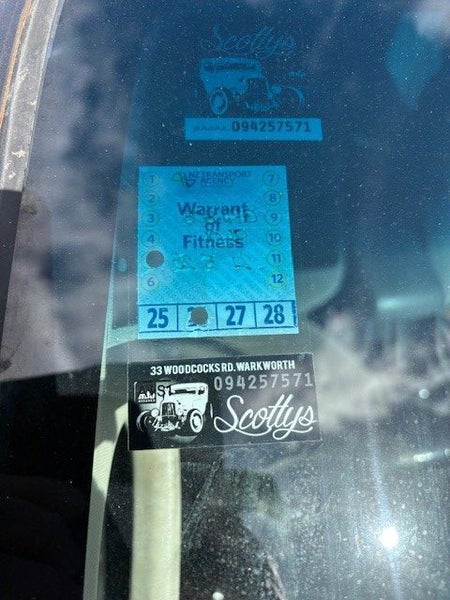 Scottys
phone 094257571
NZ TRANSPORT
AGENCY
Warrant
of
Fitness
1
2
3
4
6
7
8
9
10
11
12
25 27 28
33 WOODCOCKS RD. WARKWORTH
094257571
Scottys